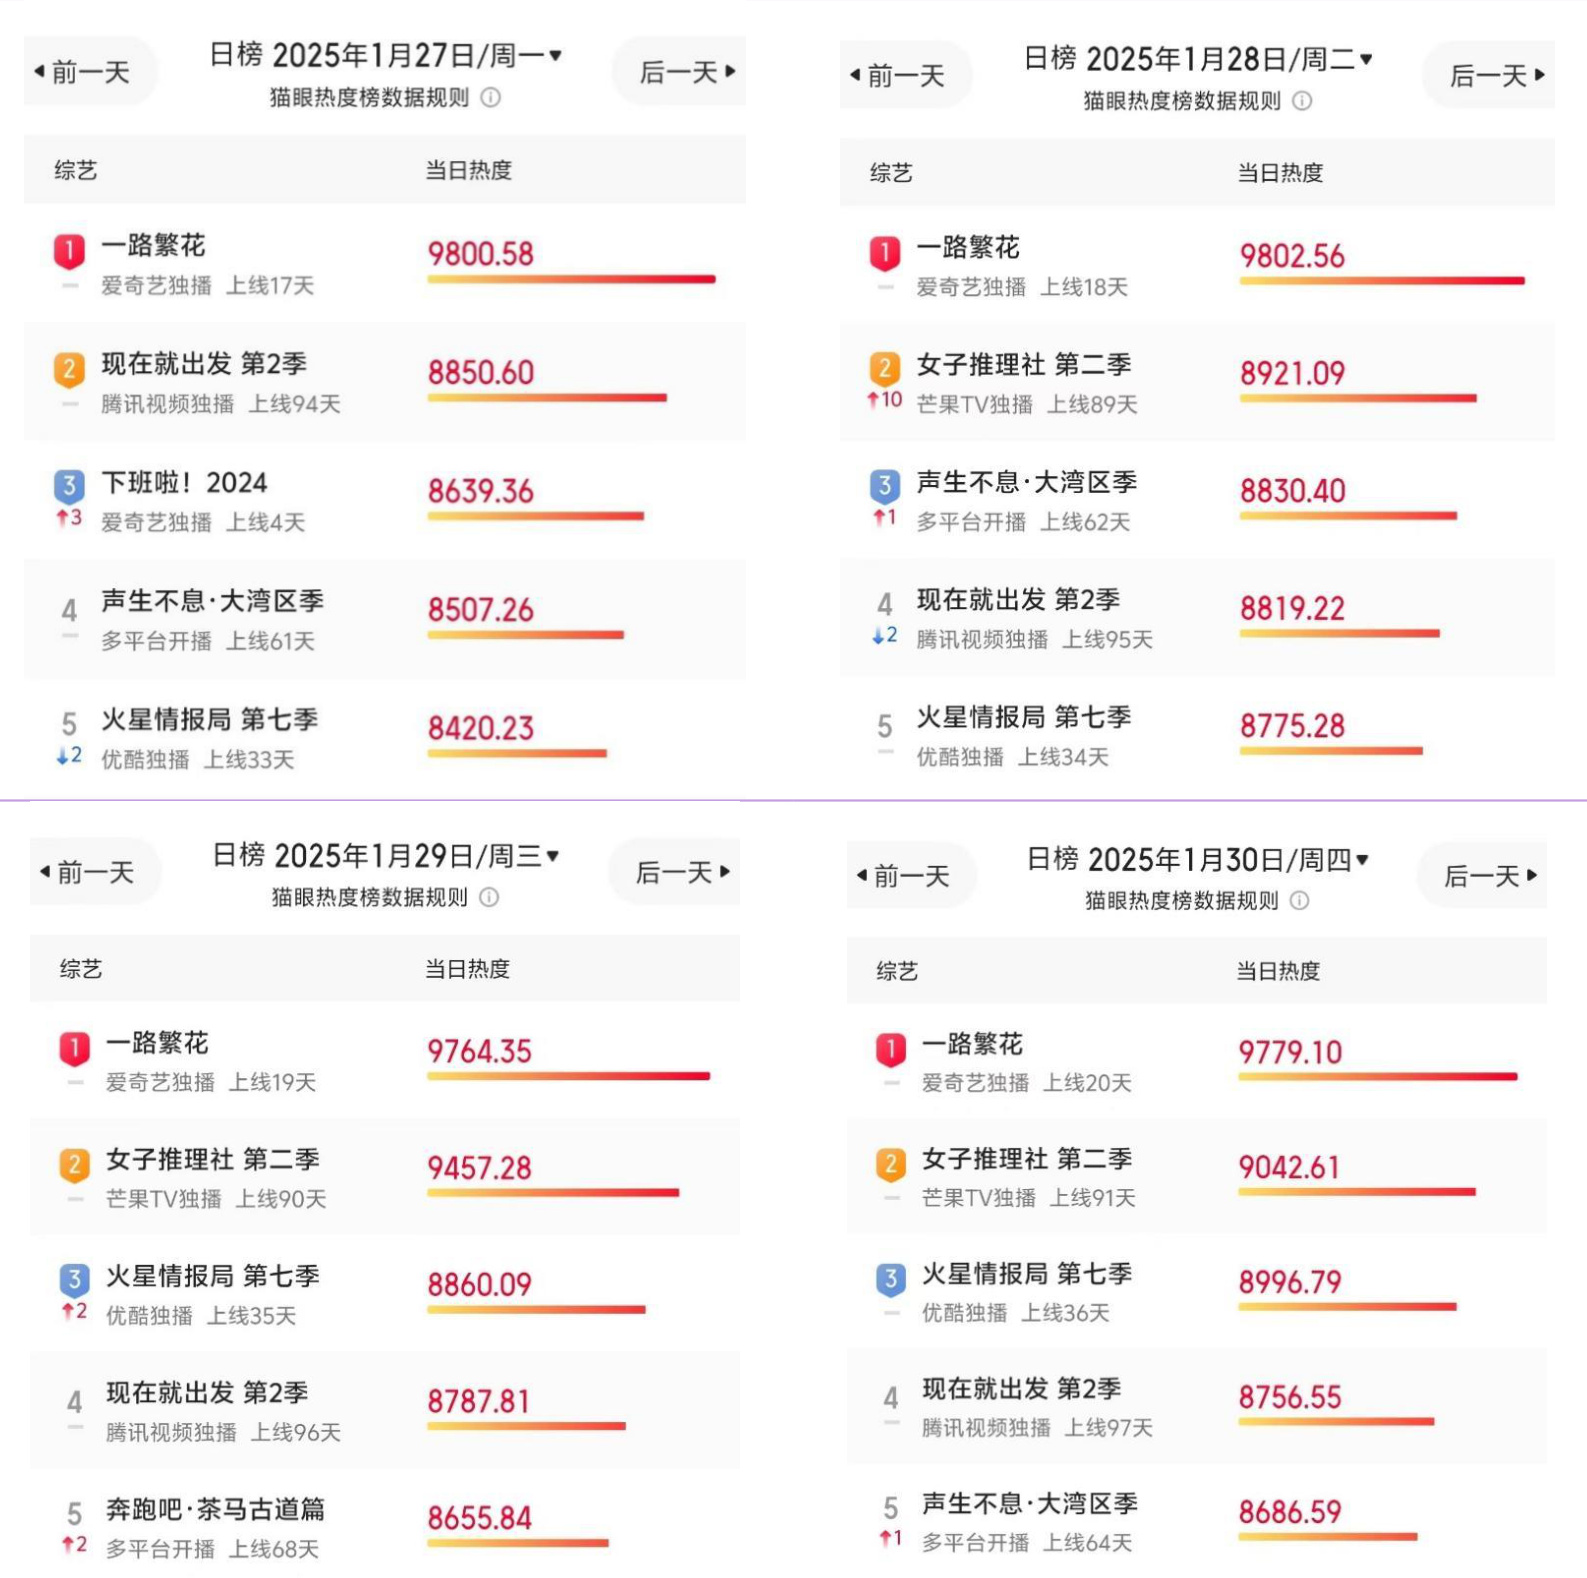 前一天
日榜 2025年1月27日/周一
后一天
猫眼热度榜数据规则
综艺 当日热度
1 一路繁花 9800.58
爱奇艺独播 上线17天
2 现在就出发 第2季 8850.60
腾讯视频独播 上线94天
3 下班啦！2024 8639.36
↑3 爱奇艺独播 上线4天
4 声生不息·大湾区季 8507.26
多平台开播 上线61天
5 火星情报局 第七季 8420.23
↓2 优酷独播 上线33天
前一天
日榜 2025年1月28日/周二
后一天
猫眼热度榜数据规则
综艺 当日热度
1 一路繁花 9802.56
爱奇艺独播 上线18天
2 女子推理社 第二季 8921.09
↑10 芒果TV独播 上线89天
3 声生不息·大湾区季 8830.40
↑1 多平台开播 上线62天
4 现在就出发 第2季 8819.22
↓2 腾讯视频独播 上线95天
5 火星情报局 第七季 8775.28
优酷独播 上线34天
前一天
日榜 2025年1月29日/周三
后一天
猫眼热度榜数据规则
综艺 当日热度
1 一路繁花 9764.35
爱奇艺独播 上线19天
2 女子推理社 第二季 9457.28
芒果TV独播 上线90天
3 火星情报局 第七季 8860.09
↑2 优酷独播 上线35天
4 现在就出发 第2季 8787.81
腾讯视频独播 上线96天
5 奔跑吧·茶马古道篇 8655.84
↑2 多平台开播 上线68天
前一天
日榜 2025年1月30日/周四
后一天
猫眼热度榜数据规则
综艺 当日热度
1 一路繁花 9779.10
爱奇艺独播 上线20天
2 女子推理社 第二季 9042.61
芒果TV独播 上线91天
3 火星情报局 第七季 8996.79
优酷独播 上线36天
4 现在就出发 第2季 8756.55
腾讯视频独播 上线97天
5 声生不息·大湾区季 8686.59
↑1 多平台开播 上线64天